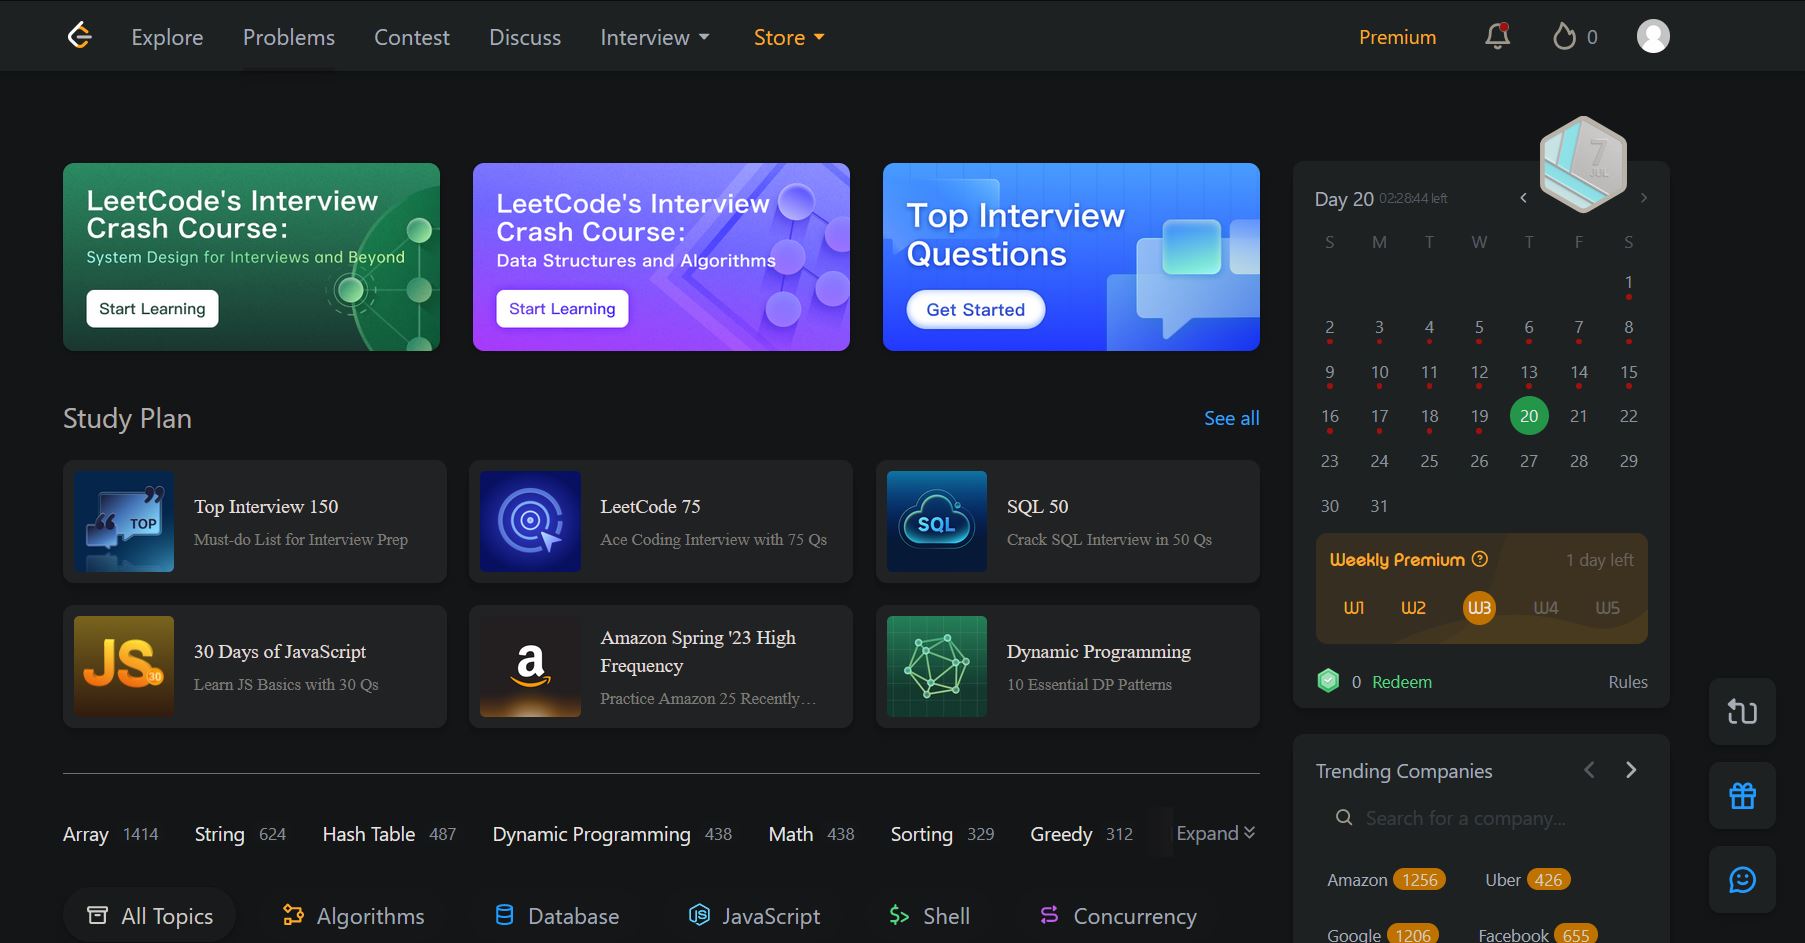 Explore Problems Contest Discuss Interview Store Premium 0
LeetCode's Interview
Crash Course:
System Design for Interviews and Beyond
Start Learning
LeetCode's Interview
Crash Course:
Data Structures and Algorithms
Start Learning
Top Interview
Questions
Get Started
Study Plan See all
TOP
Top Interview 150
Must-do List for Interview Prep
LeetCode 75
Ace Coding Interview with 75 Qs
SQL
SQL 50
Crack SQL Interview in 50 Qs
JS 30
30 Days of JavaScript
Learn JS Basics with 30 Qs
a
Amazon Spring '23 High
Frequency
Practice Amazon 25 Recently…
Dynamic Programming
10 Essential DP Patterns
Array 1414 String 624 Hash Table 487 Dynamic Programming 438 Math 438 Sorting 329 Greedy 312 Expand
All Topics Algorithms Database JavaScript Shell Concurrency
7
JUL
Day 20 02:28:44 left
S M T W T F S
1
2 3 4 5 6 7 8
9 10 11 12 13 14 15
16 17 18 19 20 21 22
23 24 25 26 27 28 29
30 31
Weekly Premium ? 1 day left
W1 W2 W3 W4 W5
0 Redeem Rules
Trending Companies
Search for a company...
Amazon 1256 Uber 426
Google 1206 Facebook 655